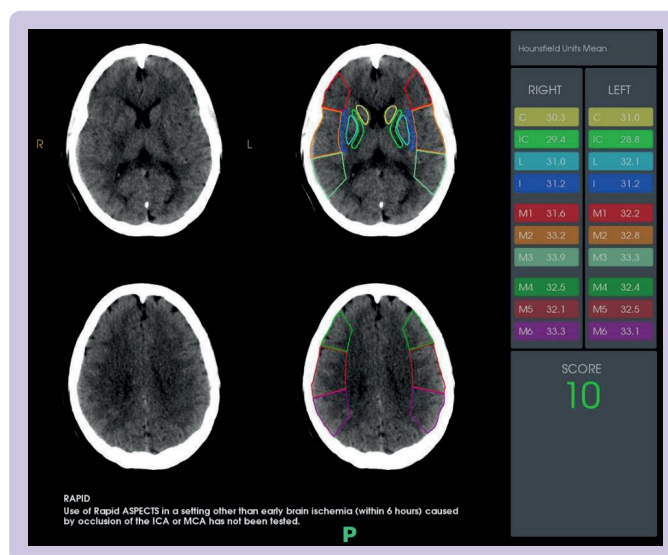 Hounsfield Units Mean
RIGHT LEFT
C 30.3 C 31.0
IC 29.4 IC 28.8
L 31.0 L 32.1
I 31.2 I 31.2
M1 31.6 M1 32.2
M2 33.2 M2 32.8
M3 33.9 M3 33.3
M4 32.5 M4 32.4
M5 32.1 M5 32.5
M6 33.3 M6 33.1
SCORE
10
R L
RAPID
Use of Rapid ASPECTS in a setting other than early brain ischemia (within 6 hours) caused
by occlusion of the ICA or MCA has not been tested.
P